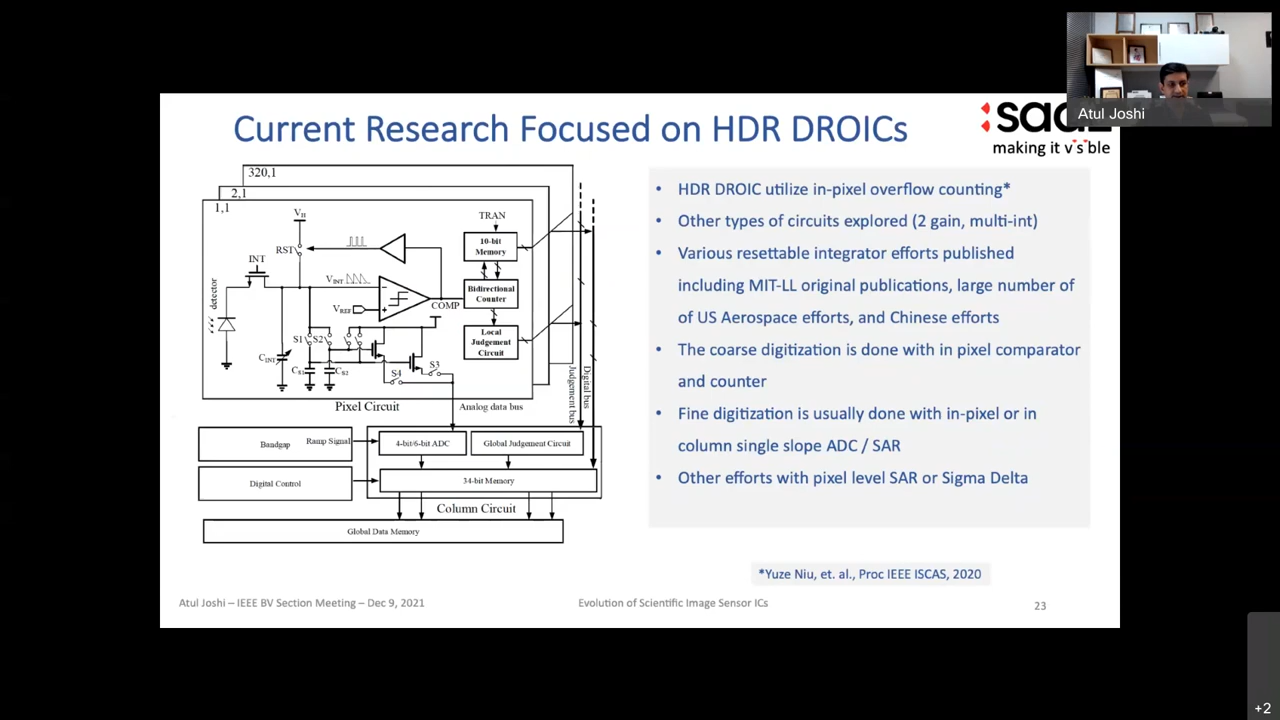 Atul Joshi
Current Research Focused on HDR DROICs
making it visible
320,1
2,1
1,1
VH
TRAN
RST
10-bit
Memory
INT
VINT
Bidirectional
Counter
detector
VREF
COMP
S1
S2
Local
Judgement
Circuit
CINT
CS1
CS2
S3
S4
Judgement bus
Digital bus
Pixel Circuit
Analog data bus
Bandgap
Ramp Signal
4-bit/6-bit ADC
Global Judgement Circuit
Digital Control
34-bit Memory
Column Circuit
Global Data Memory
• HDR DROIC utilize in-pixel overflow counting*
• Other types of circuits explored (2 gain, multi-int)
• Various resettable integrator efforts published
including MIT-LL original publications, large number of
of US Aerospace efforts, and Chinese efforts
• The coarse digitization is done with in pixel comparator
and counter
• Fine digitization is usually done with in-pixel or in
column single slope ADC / SAR
• Other efforts with pixel level SAR or Sigma Delta
*Yuze Niu, et. al., Proc IEEE ISCAS, 2020
Atul Joshi – IEEE BV Section Meeting – Dec 9, 2021
Evolution of Scientific Image Sensor ICs
23
+2